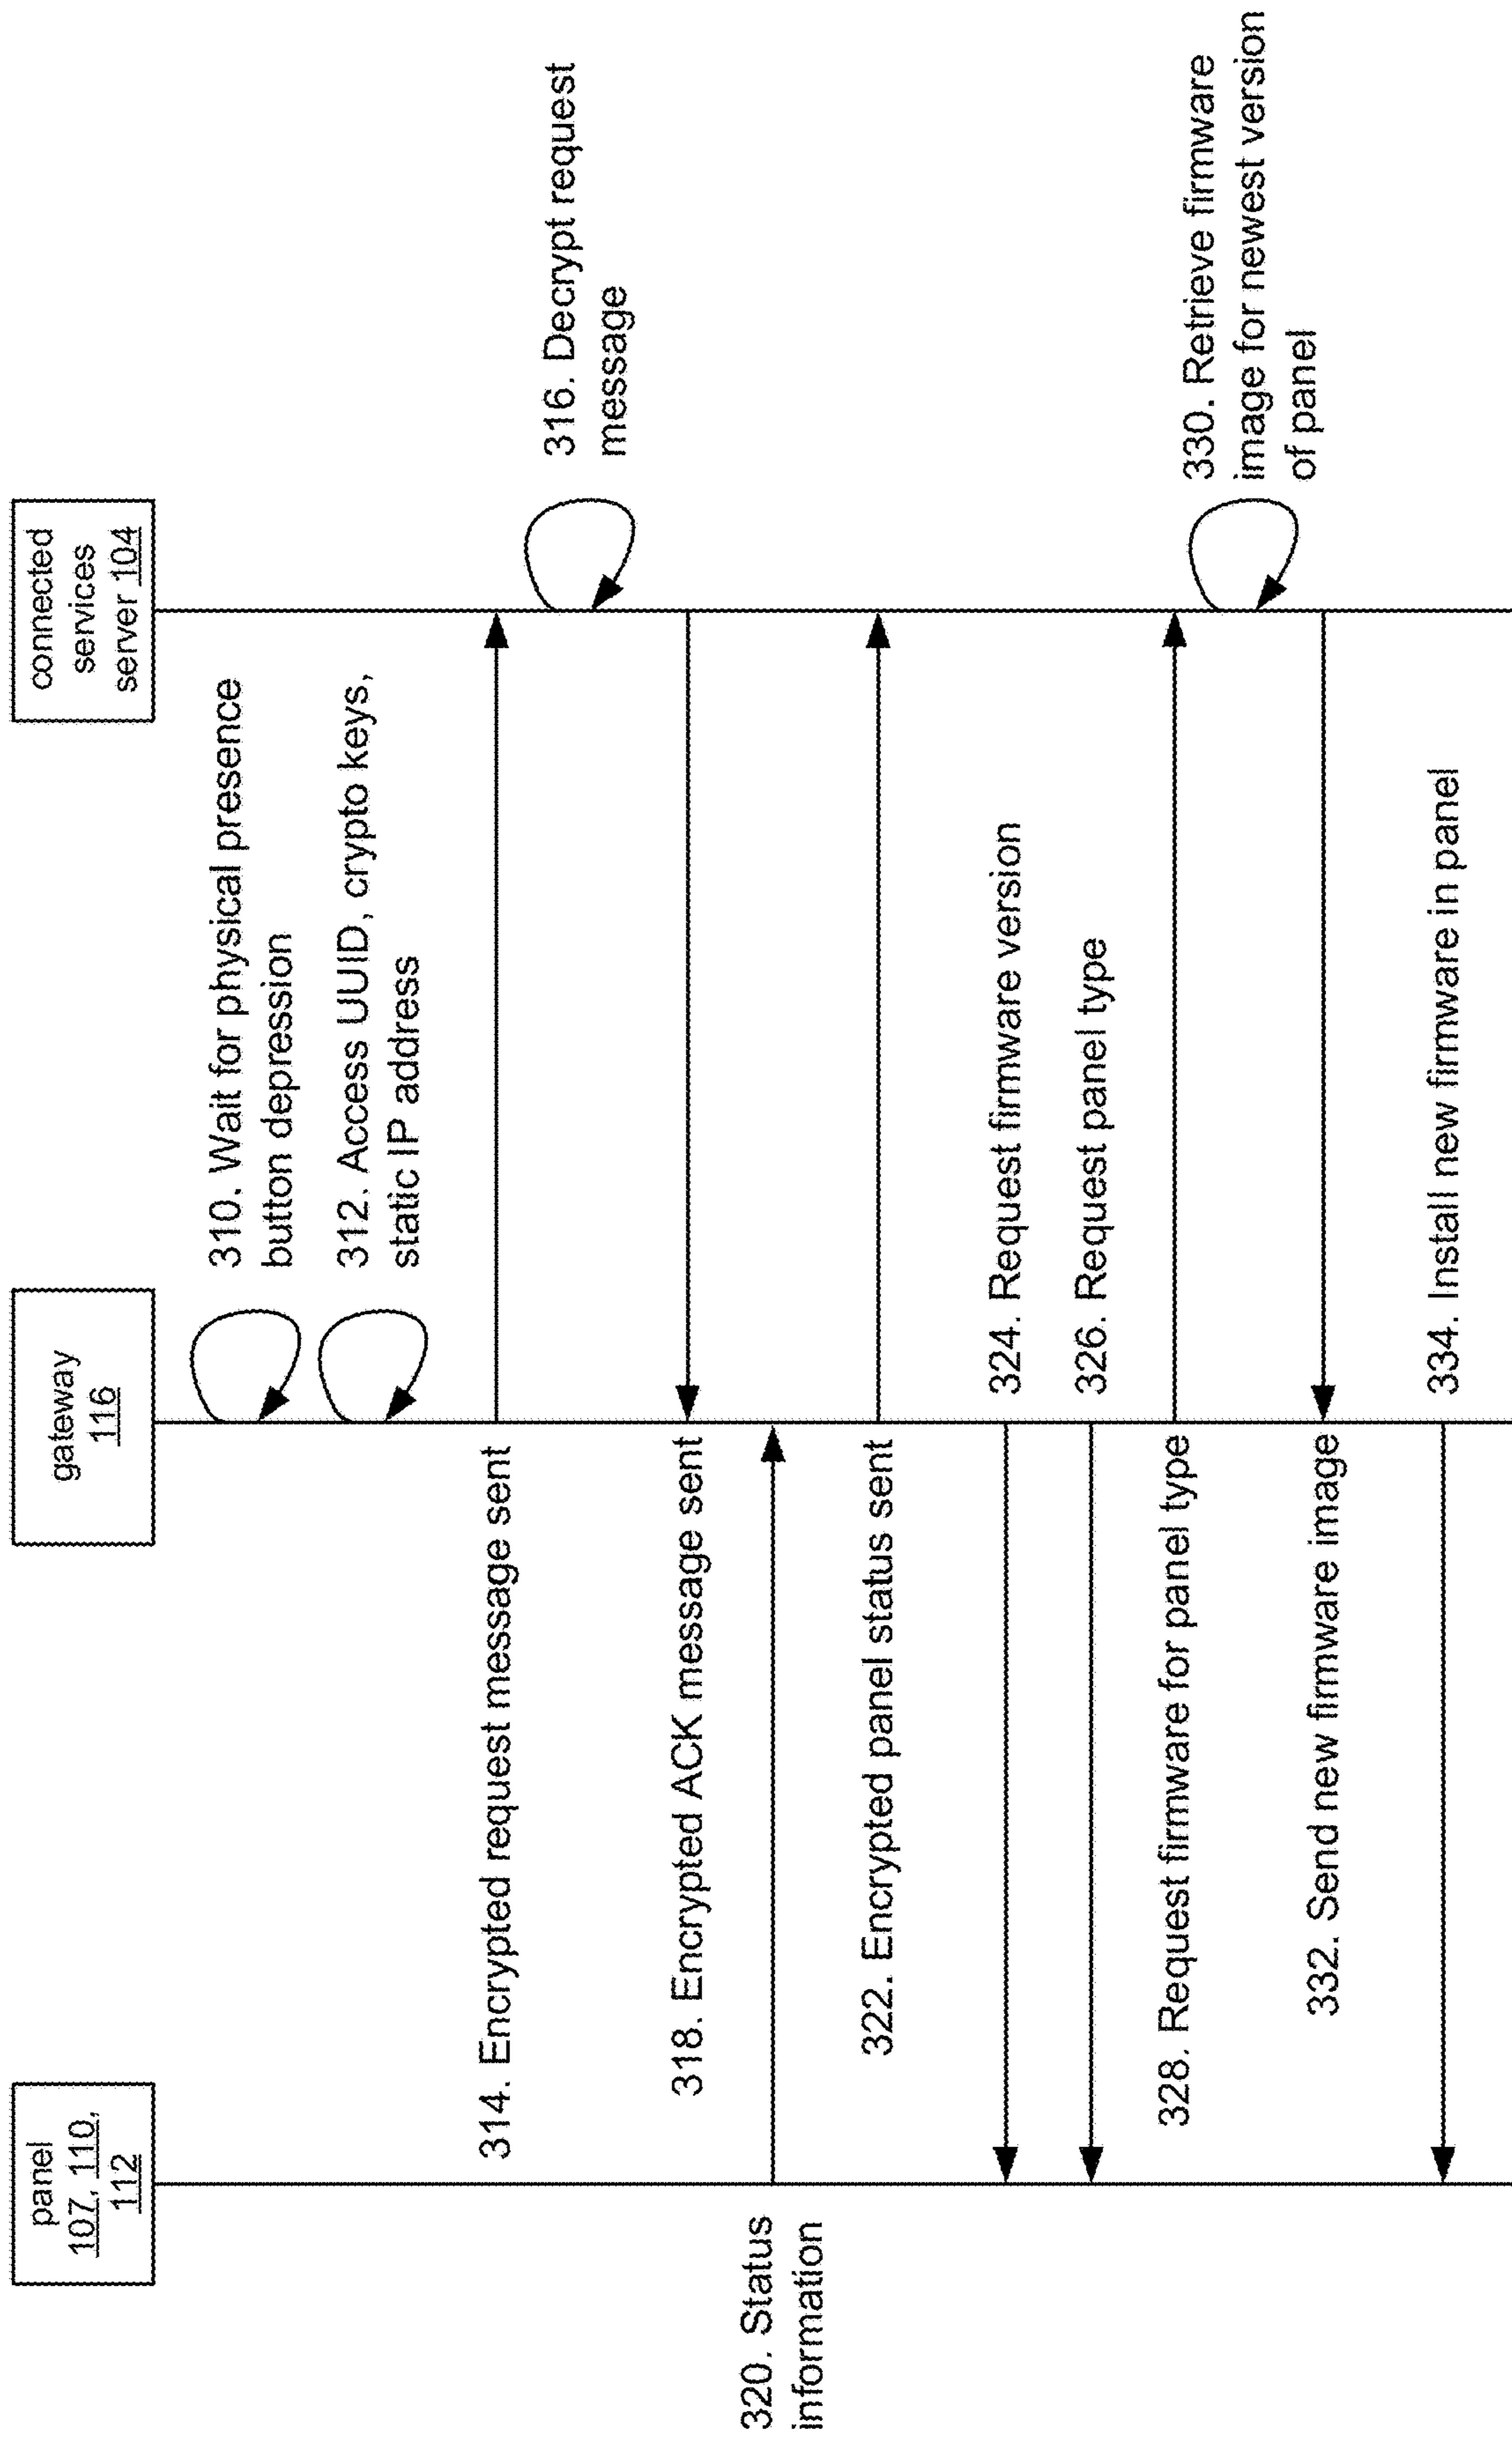 panel
107, 110,
112
gateway
116
connected
services
server 104
310. Wait for physical presence
button depression
312. Access UUID, crypto keys,
static IP address
314. Encrypted request message sent
316. Decrypt request
message
318. Encrypted ACK message sent
320. Status
information
322. Encrypted panel status sent
324. Request firmware version
326. Request panel type
328. Request firmware for panel type
330. Retrieve firmware
image for newest version
of panel
332. Send new firmware image
334. Install new firmware in panel